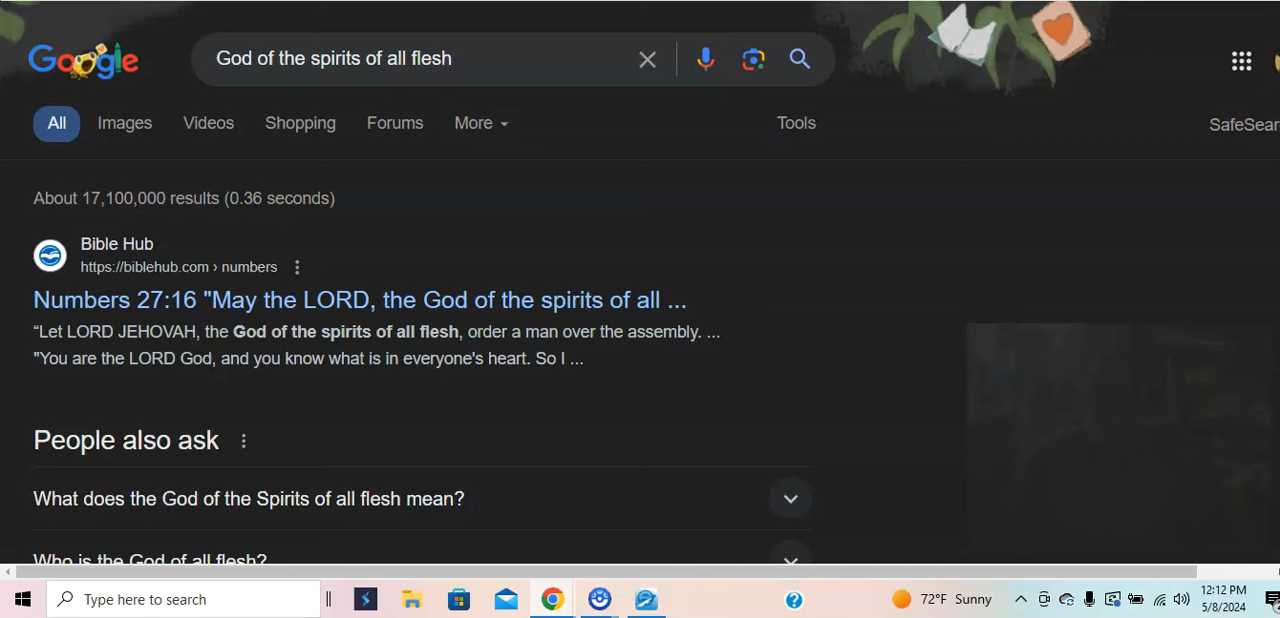 Google
God of the spirits of all flesh
All Images Videos Shopping Forums More Tools SafeSear
About 17,100,000 results (0.36 seconds)
Bible Hub
https://biblehub.com › numbers
Numbers 27:16 "May the LORD, the God of the spirits of all ...
“Let LORD JEHOVAH, the God of the spirits of all flesh, order a man over the assembly. ...
"You are the LORD God, and you know what is in everyone's heart. So I ...
People also ask
What does the God of the Spirits of all flesh mean?
Who is the God of all flesh?
Type here to search
72°F Sunny
12:12 PM
5/8/2024